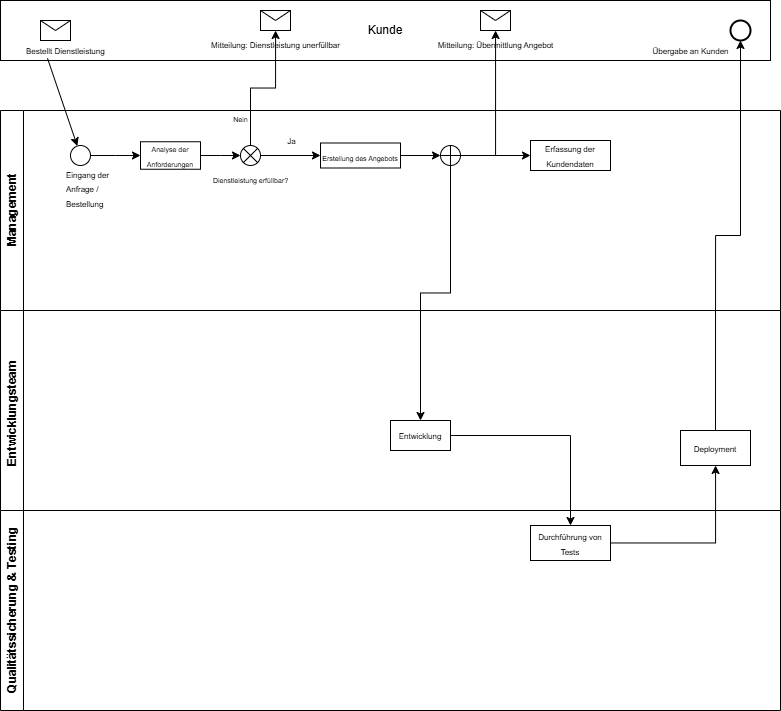 Kunde
Bestellt Dienstleistung
Mitteilung: Dienstleistung unerfüllbar
Mitteilung: Übermittlung Angebot
Übergabe an Kunden
Management
Nein
Ja
Analyse der
Anforderungen
Erstellung des Angebots
Erfassung der
Kundendaten
Eingang der
Anfrage /
Bestellung
Dienstleistung erfüllbar?
Entwicklungsteam
Entwicklung
Deployment
Qualitätssicherung & Testing
Durchführung von
Tests